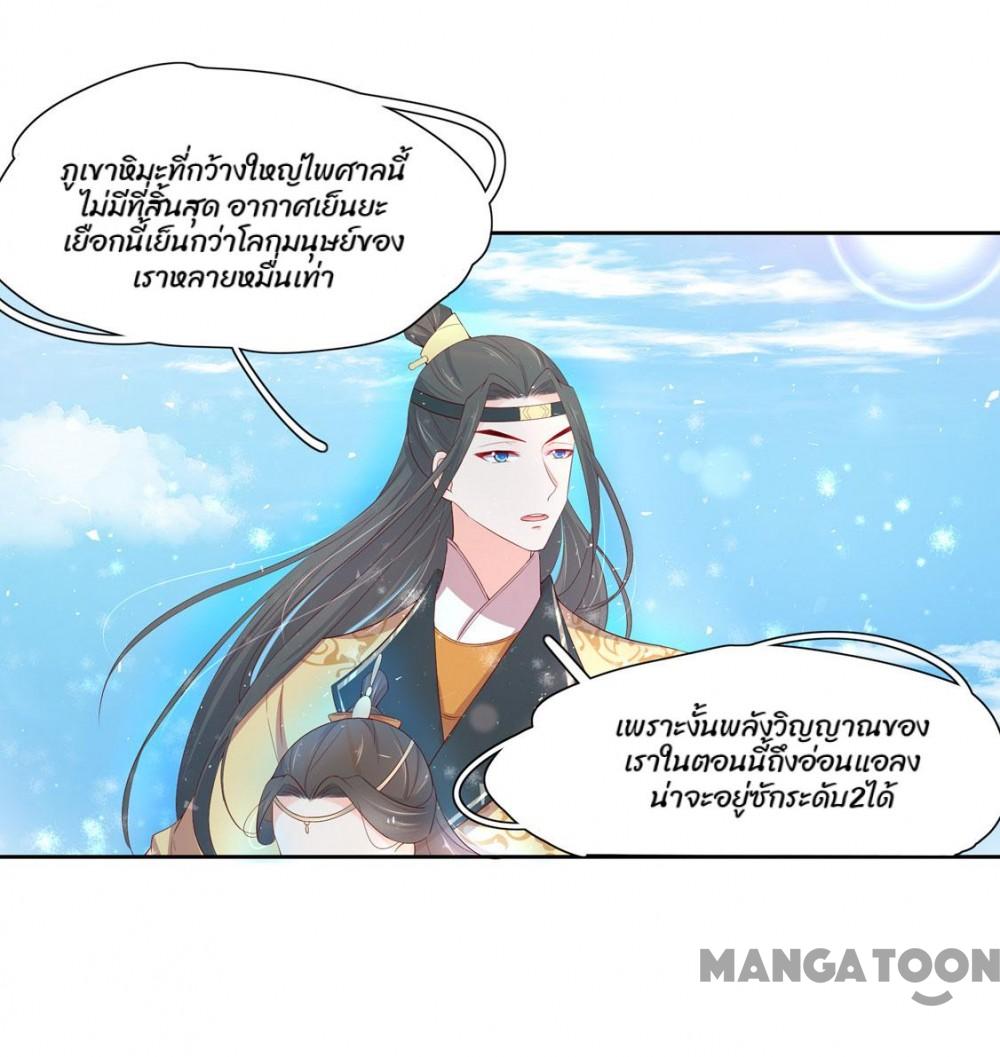 ภูเขาหิมะที่กว้างใหญ่ไพศาลนี้
ไม่มีที่สิ้นสุด อากาศเย็นยะ
เยือกนี้เย็นกว่าโลกมนุษย์ของ
เราหลายหมื่นเท่า
เพราะงั้นพลังวิญญาณของ
เราในตอนนี้ถึงอ่อนแอลง
น่าจะอยู่ซักระดับ2ได้
MANGATOON